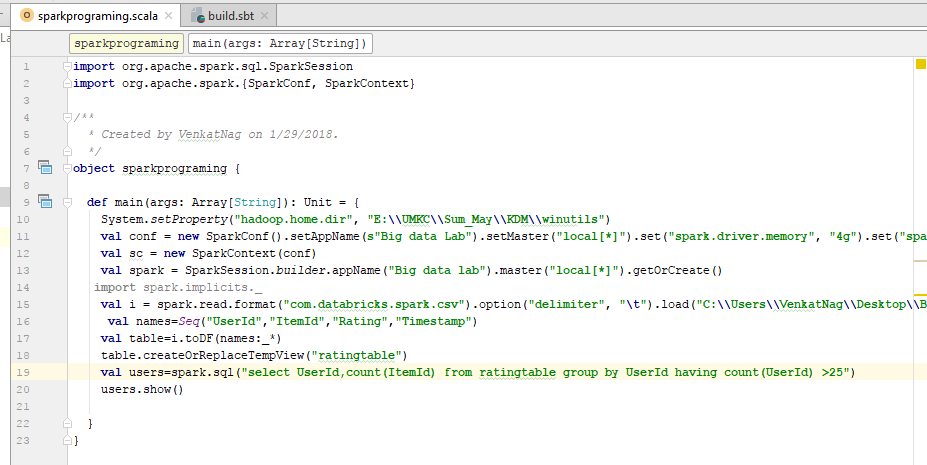 sparkprograming.scala × build.sbt ×
La
sparkprograming main(args: Array[String])
1 import org.apache.spark.sql.SparkSession
2 import org.apache.spark.{SparkConf, SparkContext}
3
4 /**
5 * Created by VenkatNag on 1/29/2018.
6 */
7 object sparkprograming {
8
9 def main(args: Array[String]): Unit = {
10 System.setProperty("hadoop.home.dir", "E:\\UMKC\\Sum_May\\KDM\\winutils")
11 val conf = new SparkConf().setAppName(s"Big data Lab").setMaster("local[*]").set("spark.driver.memory", "4g").set("spa
12 val sc = new SparkContext(conf)
13 val spark = SparkSession.builder.appName("Big data lab").master("local[*]").getOrCreate()
14 import spark.implicits._
15 val i = spark.read.format("com.databricks.spark.csv").option("delimiter", "\t").load("C:\\Users\\VenkatNag\\Desktop\\B
16 val names=Seq("UserId","ItemId","Rating","Timestamp")
17 val table=i.toDF(names:_*)
18 table.createOrReplaceTempView("ratingtable")
19 val users=spark.sql("select UserId,count(ItemId) from ratingtable group by UserId having count(UserId) >25")
20 users.show()
21
22 }
23 }